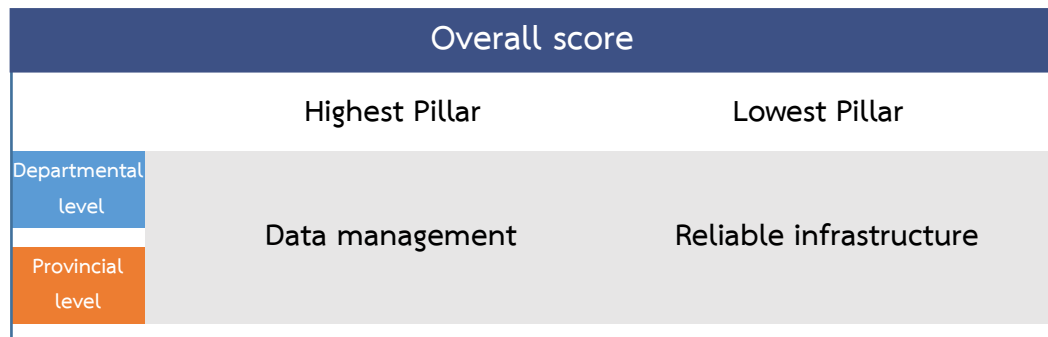 Overall score
Highest Pillar Lowest Pillar
Departmental
level
Data management Reliable infrastructure
Provincial
level